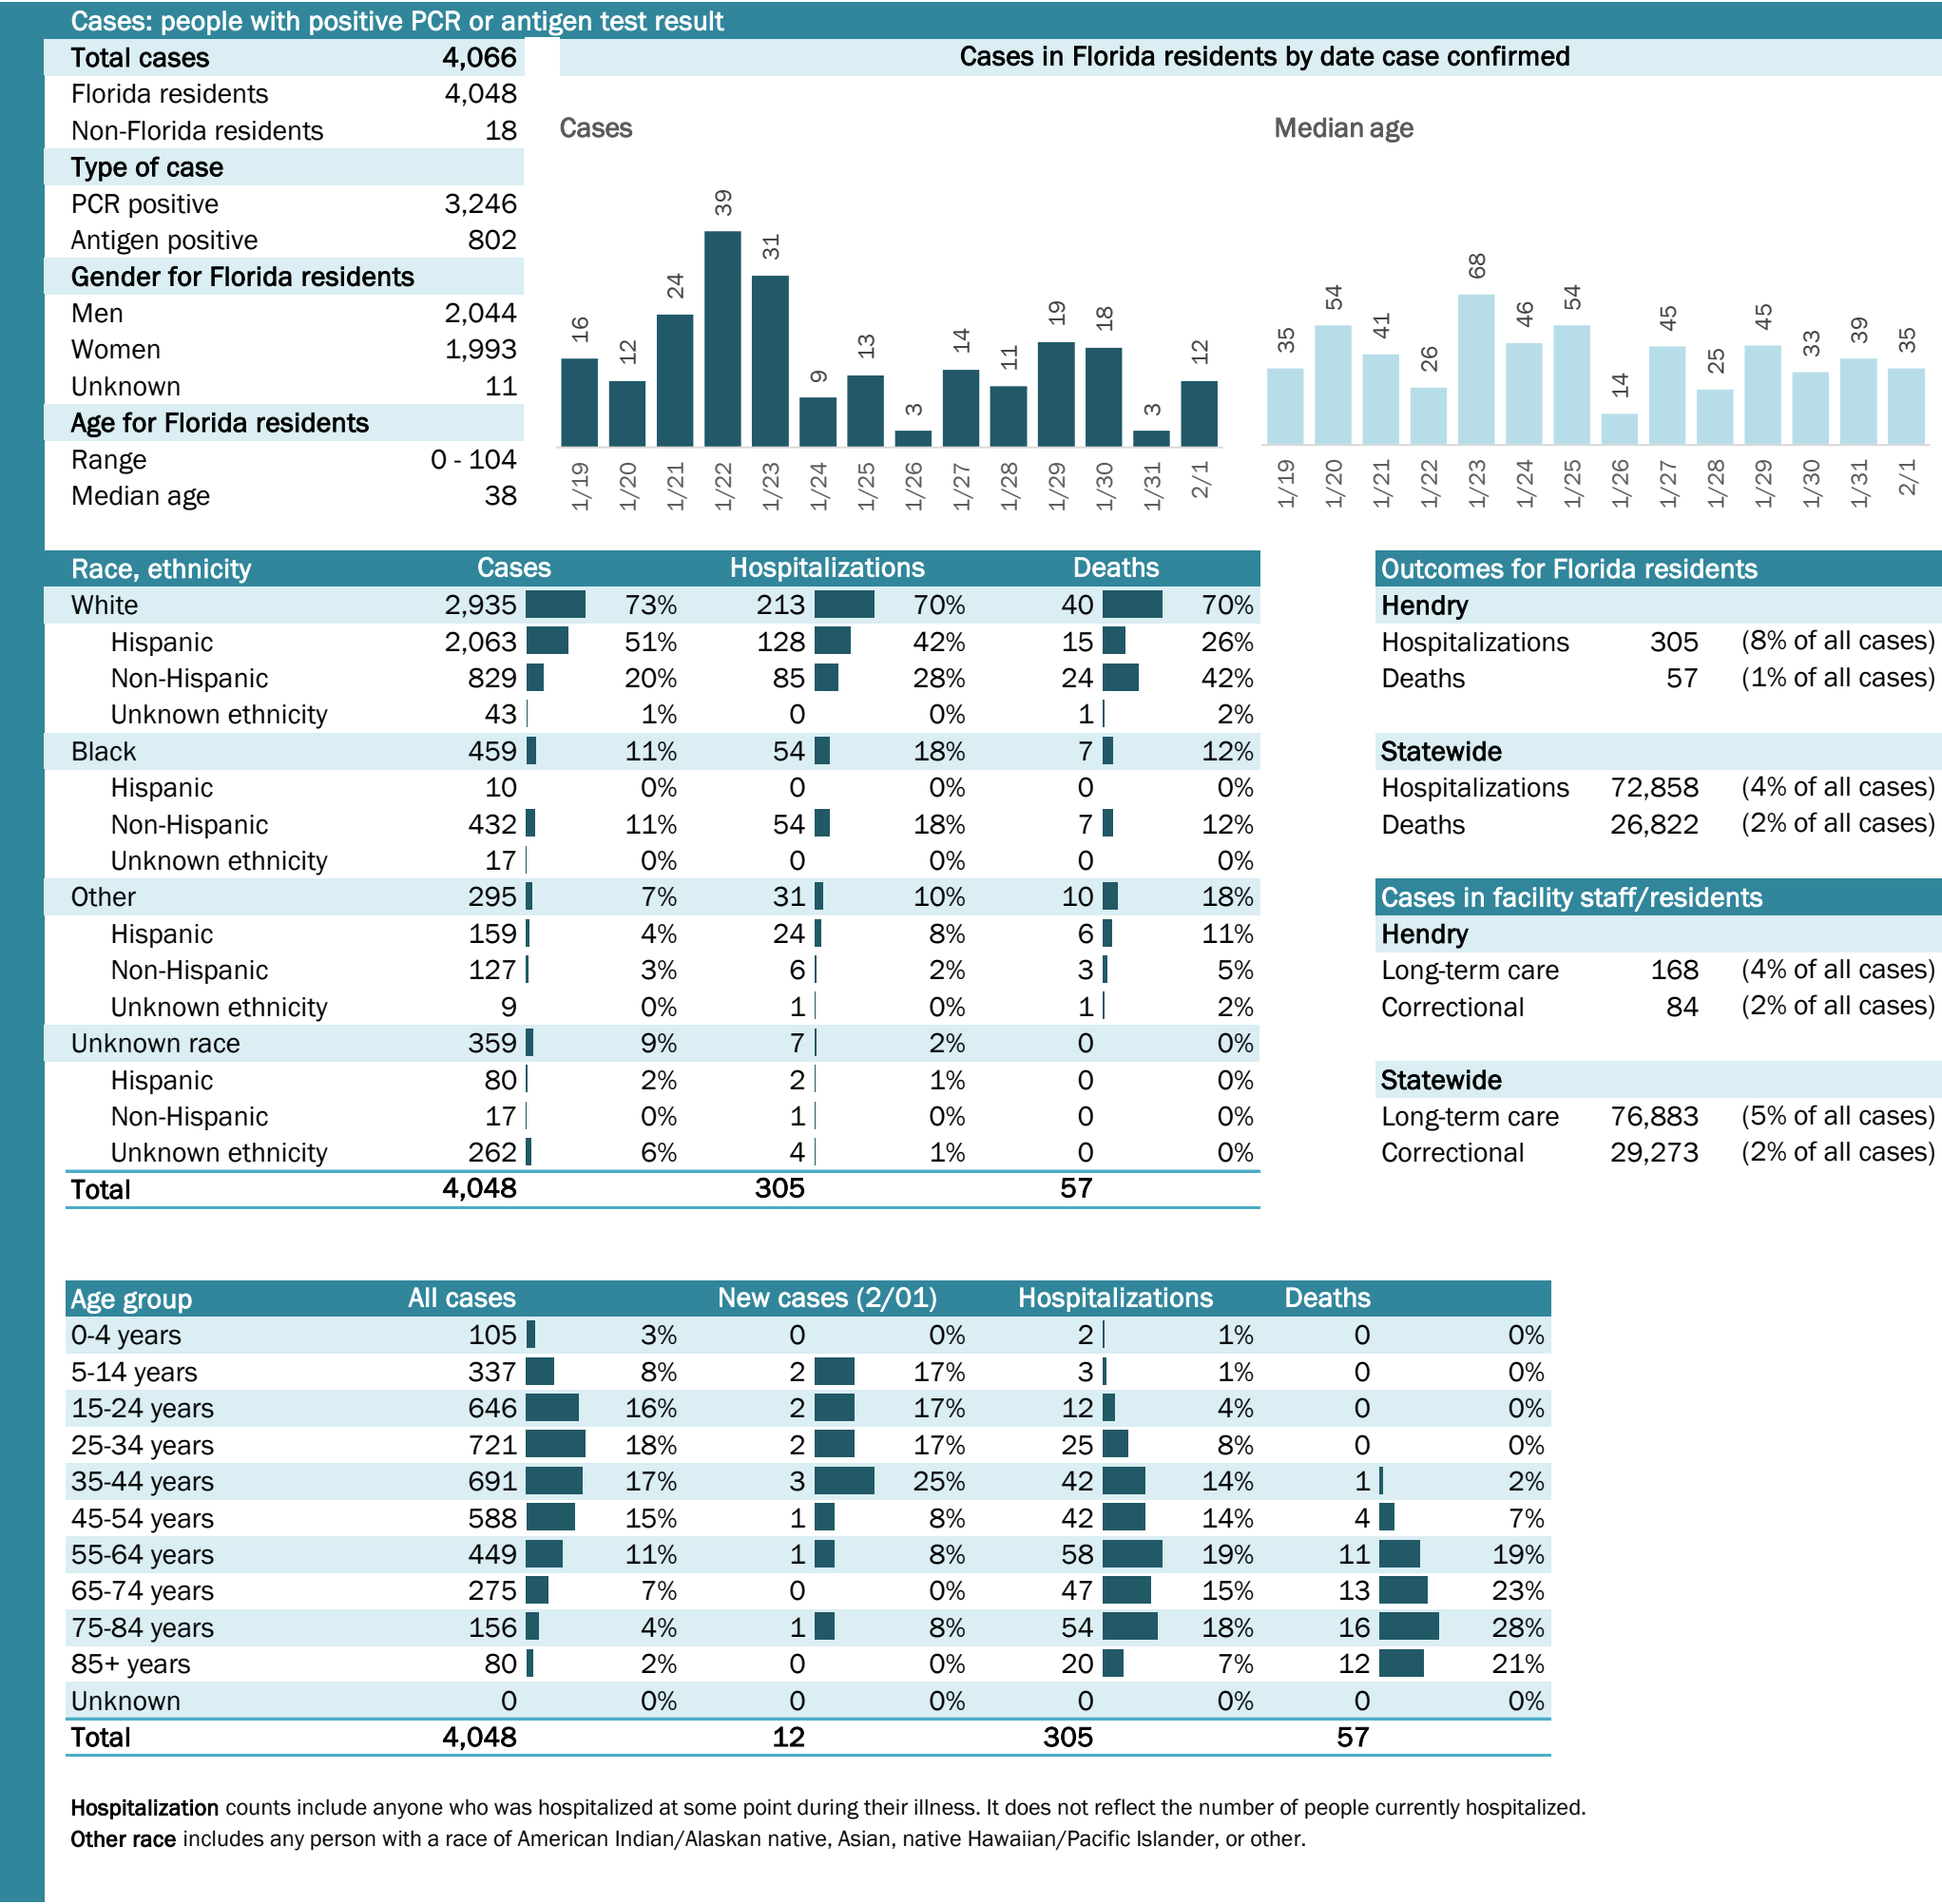 Cases: people with positive PCR or antigen test result
Total cases 4,066
Florida residents 4,048
Non-Florida residents 18
Type of case
PCR positive 3,246
Antigen positive 802
Gender for Florida residents
Men 2,044
Women 1,993
Unknown 11
Age for Florida residents
Range 0 - 104
Median age 38
Cases in Florida residents by date case confirmed
Cases
16 12 24 39 31 9 13 3 14 11 19 18 3 12
1/19 1/20 1/21 1/22 1/23 1/24 1/25 1/26 1/27 1/28 1/29 1/30 1/31 2/1
Median age
35 54 41 26 68 46 54 14 45 25 45 33 39 35
1/19 1/20 1/21 1/22 1/23 1/24 1/25 1/26 1/27 1/28 1/29 1/30 1/31 2/1
Race, ethnicity Cases Hospitalizations Deaths
White 2,935 73% 213 70% 40 70%
Hispanic 2,063 51% 128 42% 15 26%
Non-Hispanic 829 20% 85 28% 24 42%
Unknown ethnicity 43 1% 0 0% 1 2%
Black 459 11% 54 18% 7 12%
Hispanic 10 0% 0 0% 0 0%
Non-Hispanic 432 11% 54 18% 7 12%
Unknown ethnicity 17 0% 0 0% 0 0%
Other 295 7% 31 10% 10 18%
Hispanic 159 4% 24 8% 6 11%
Non-Hispanic 127 3% 6 2% 3 5%
Unknown ethnicity 9 0% 1 0% 1 2%
Unknown race 359 9% 7 2% 0 0%
Hispanic 80 2% 2 1% 0 0%
Non-Hispanic 17 0% 1 0% 0 0%
Unknown ethnicity 262 6% 4 1% 0 0%
Total 4,048 305 57
Outcomes for Florida residents
Hendry
Hospitalizations 305 (8% of all cases)
Deaths 57 (1% of all cases)
Statewide
Hospitalizations 72,858 (4% of all cases)
Deaths 26,822 (2% of all cases)
Cases in facility staff/residents
Hendry
Long-term care 168 (4% of all cases)
Correctional 84 (2% of all cases)
Statewide
Long-term care 76,883 (5% of all cases)
Correctional 29,273 (2% of all cases)
Age group All cases New cases (2/01) Hospitalizations Deaths
0-4 years 105 3% 0 0% 2 1% 0 0%
5-14 years 337 8% 2 17% 3 1% 0 0%
15-24 years 646 16% 2 17% 12 4% 0 0%
25-34 years 721 18% 2 17% 25 8% 0 0%
35-44 years 691 17% 3 25% 42 14% 1 2%
45-54 years 588 15% 1 8% 42 14% 4 7%
55-64 years 449 11% 1 8% 58 19% 11 19%
65-74 years 275 7% 0 0% 47 15% 13 23%
75-84 years 156 4% 1 8% 54 18% 16 28%
85+ years 80 2% 0 0% 20 7% 12 21%
Unknown 0 0% 0 0% 0 0% 0 0%
Total 4,048 12 305 57
Hospitalization counts include anyone who was hospitalized at some point during their illness. It does not reflect the number of people currently hospitalized.
Other race includes any person with a race of American Indian/Alaskan native, Asian, native Hawaiian/Pacific Islander, or other.